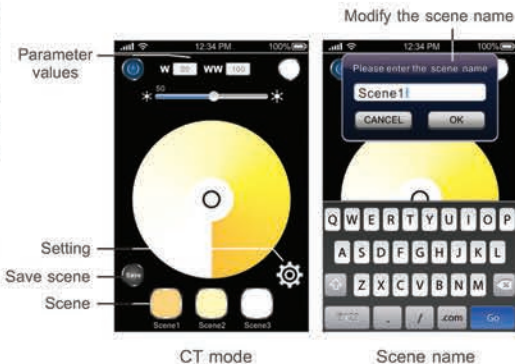 Modify the scene name
12:34 PM 100%
Parameter values
W 50 WW 100
50
Setting
Save scene
Save
Scene
Scene1 Scene2 Scene3
CT mode
12:34 PM 100%
Please enter the scene name
Scene1
CANCEL OK
Q W E R T Y U I O P
A S D F G H J K L
Z X C V B N M
. / .com Go
Scene name